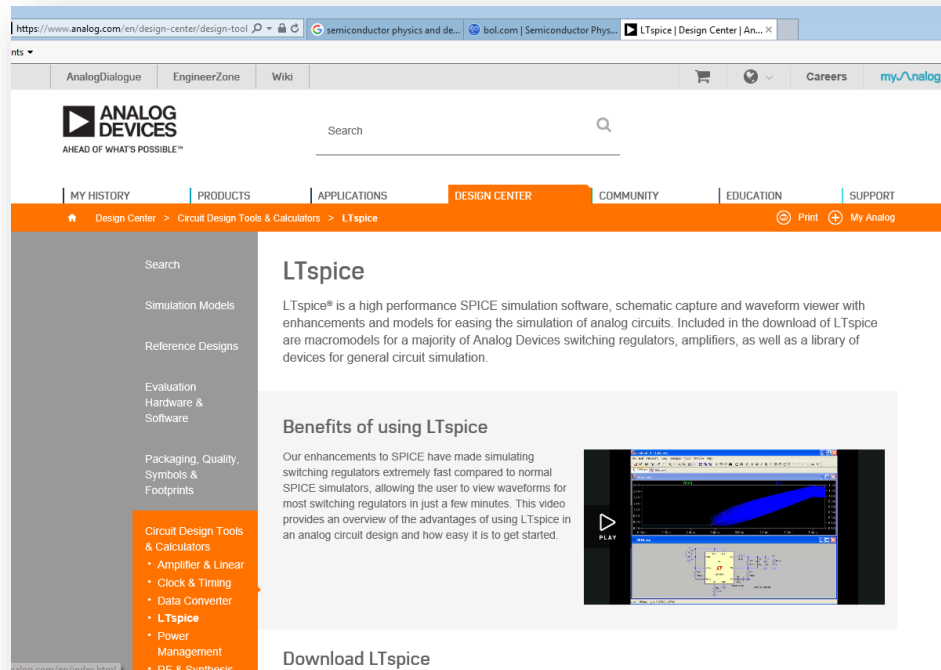 https://www.analog.com/en/design-center/design-tool
semiconductor physics and de...
bol.com | Semiconductor Phys...
LTspice | Design Center | An...
nts
AnalogDialogue
EngineerZone
Wiki
Careers
myAnalog
ANALOG
DEVICES
AHEAD OF WHAT'S POSSIBLE™
Search
MY HISTORY
PRODUCTS
APPLICATIONS
DESIGN CENTER
COMMUNITY
EDUCATION
SUPPORT
Design Center > Circuit Design Tools & Calculators > LTspice
Print
My Analog
Search
Simulation Models
Reference Designs
Evaluation
Hardware &
Software
Packaging, Quality,
Symbols &
Footprints
Circuit Design Tools
& Calculators
• Amplifier & Linear
• Clock & Timing
• Data Converter
• LTspice
• Power
Management
• RF & Synthesis
LTspice
LTspice® is a high performance SPICE simulation software, schematic capture and waveform viewer with
enhancements and models for easing the simulation of analog circuits. Included in the download of LTspice
are macromodels for a majority of Analog Devices switching regulators, amplifiers, as well as a library of
devices for general circuit simulation.
Benefits of using LTspice
Our enhancements to SPICE have made simulating
switching regulators extremely fast compared to normal
SPICE simulators, allowing the user to view waveforms for
most switching regulators in just a few minutes. This video
provides an overview of the advantages of using LTspice in
an analog circuit design and how easy it is to get started.
PLAY
Download LTspice